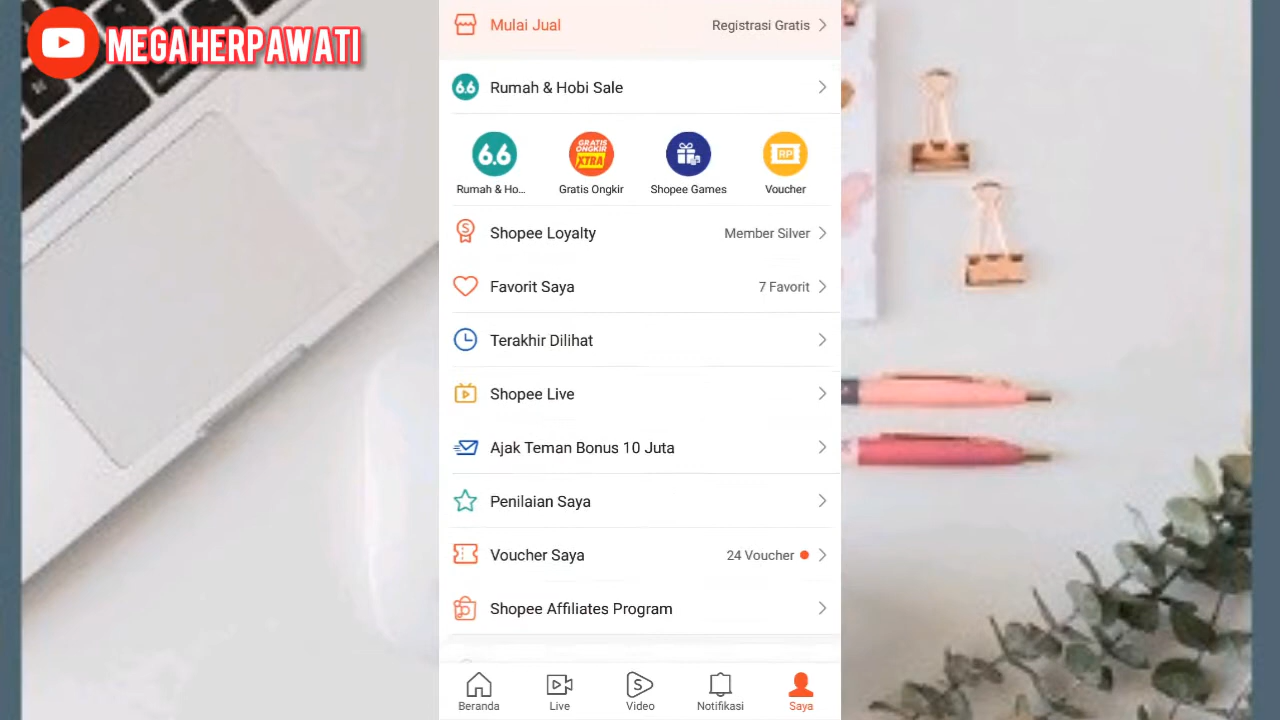 MEGAHERPAWATI
Mulai Jual Registrasi Gratis
6.6 Rumah & Hobi Sale
6.6
GRATIS ONGKIR XTRA
RP
Rumah & Ho... Gratis Ongkir Shopee Games Voucher
Shopee Loyalty Member Silver
Favorit Saya 7 Favorit
Terakhir Dilihat
Shopee Live
Ajak Teman Bonus 10 Juta
Penilaian Saya
Voucher Saya 24 Voucher
Shopee Affiliates Program
Beranda Live Video Notifikasi Saya